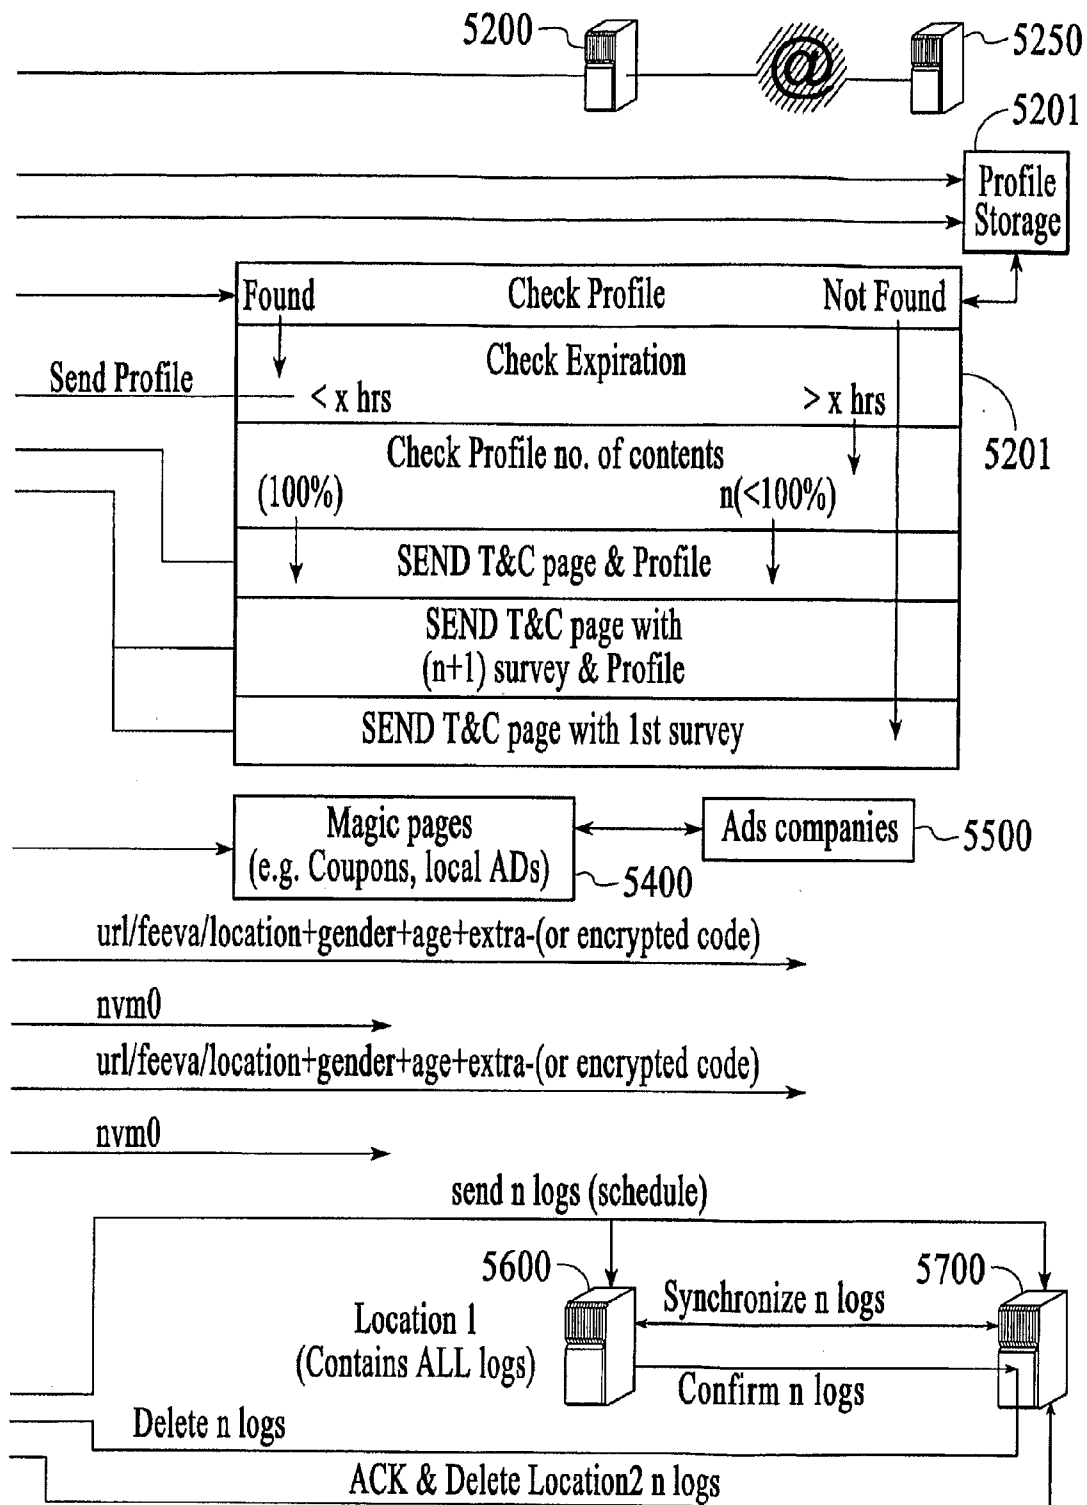 5200
@
5250
5201
Profile
Storage
Found
Check Profile
Not Found
Check Expiration
Send Profile
< x hrs
> x hrs
5201
Check Profile no. of contents
(100%)
n(<100%)
SEND T&C page & Profile
SEND T&C page with
(n+1) survey & Profile
SEND T&C page with 1st survey
Magic pages
(e.g. Coupons, local ADs)
Ads companies
5500
5400
url/feeva/location+gender+age+extra-(or encrypted code)
nvm0
url/feeva/location+gender+age+extra-(or encrypted code)
nvm0
send n logs (schedule)
5600
5700
Location 1
(Contains ALL logs)
Synchronize n logs
Confirm n logs
Delete n logs
ACK & Delete Location2 n logs